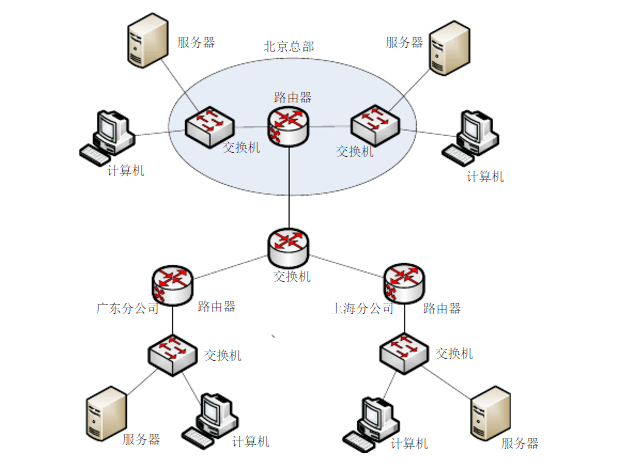 服务器
北京总部
服务器
路由器
交换机
交换机
计算机
计算机
交换机
广东分公司
路由器
上海分公司
路由器
交换机
交换机
服务器
计算机
计算机
服务器